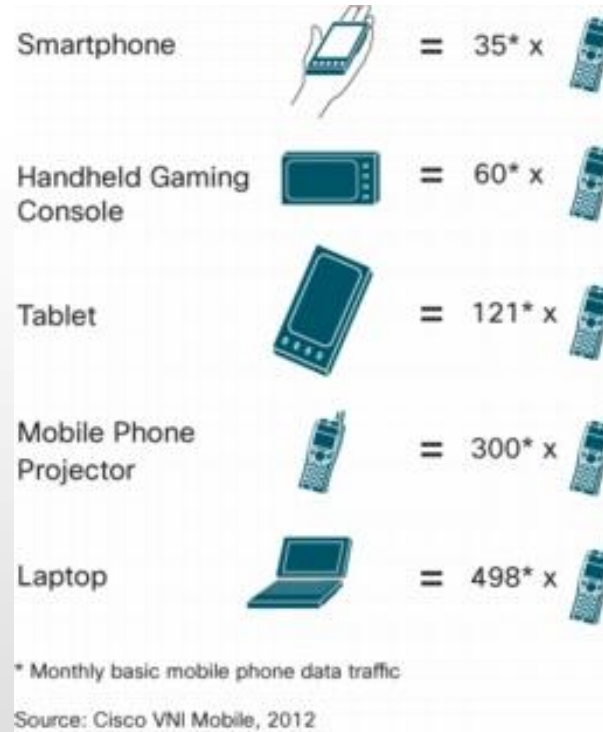 Smartphone = 35* x
Handheld Gaming
Console = 60* x
Tablet = 121* x
Mobile Phone
Projector = 300* x
Laptop = 498* x
* Monthly basic mobile phone data traffic
Source: Cisco VNI Mobile, 2012